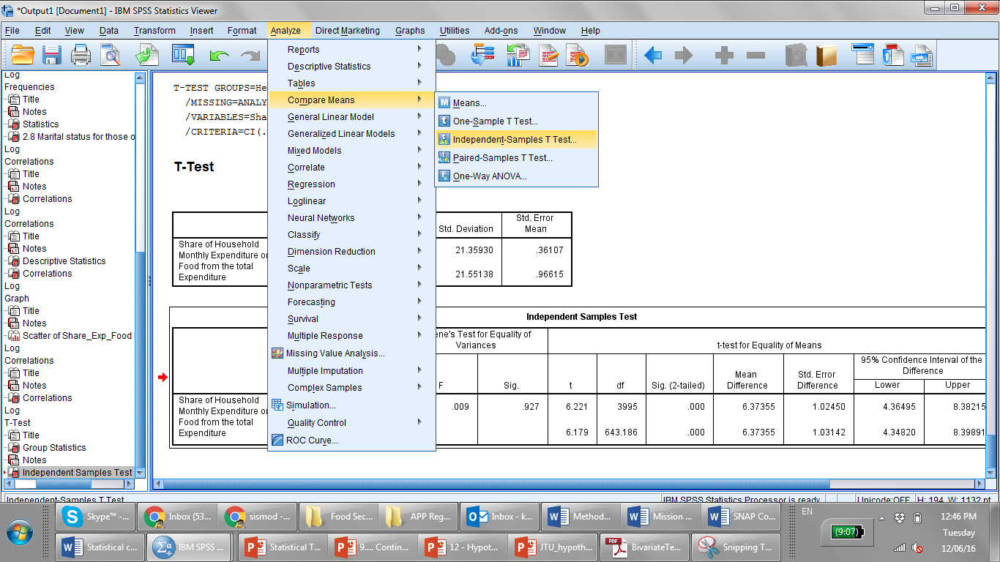 *Output1 [Document1] - IBM SPSS Statistics Viewer
File Edit View Data Transform Insert Format Analyze Direct Marketing Graphs Utilities Add-ons Window Help
Log
Frequencies
Title
Notes
Statistics
2.8 Marital status for those o
Log
Correlations
Title
Notes
Correlations
Log
Correlations
Title
Notes
Descriptive Statistics
Correlations
Log
Graph
Title
Notes
Scatter of Share_Exp_Food
Log
Correlations
Title
Notes
Correlations
Log
T-Test
Title
Group Statistics
Notes
Independent Samples Test
Reports
Descriptive Statistics
Tables
Compare Means
General Linear Model
Generalized Linear Models
Mixed Models
Correlate
Regression
Loglinear
Neural Networks
Classify
Dimension Reduction
Scale
Nonparametric Tests
Forecasting
Survival
Multiple Response
Missing Value Analysis...
Multiple Imputation
Complex Samples
Simulation...
Quality Control
ROC Curve...
Means...
One-Sample T Test...
Independent-Samples T Test...
Paired-Samples T Test...
One-Way ANOVA...
T-TEST GROUPS=He
/MISSING=ANALY
/VARIABLES=Sha
/CRITERIA=CI(.
T-Test
Std. Deviation Std. Error
Mean
Share of Household
Monthly Expenditure on
Food from the total
Expenditure
21.35930 .36107
21.55138 .96615
Independent Samples Test
ene's Test for Equality of
Variances
t-test for Equality of Means
F Sig. t df Sig. (2-tailed) Mean
Difference Std. Error
Difference 95% Confidence Interval of the
Difference
Lower Upper
Share of Household
Monthly Expenditure on
Food from the total
Expenditure
.009 .927 6.221 3995 .000 6.37355 1.02450 4.36495 8.38215
6.179 643.186 .000 6.37355 1.03142 4.34820 8.39891
Independent-Samples T Test
IBM SPSS Statistics Processor is ready
Unicode:OFF H: 194, W: 1132 pt
Skype™ -... Inbox (53... sismod -... Food Sec... APP Reg... Inbox - k... Method... Mission ... SNAP Co...
Statistical c... IBM SPSS ... Statistical T... 9.... Contin... 12 - Hypot... JTU_hypoth... BivariateTe... Snipping T...
EN
(9:07)
12:46 PM
Tuesday
12/06/16